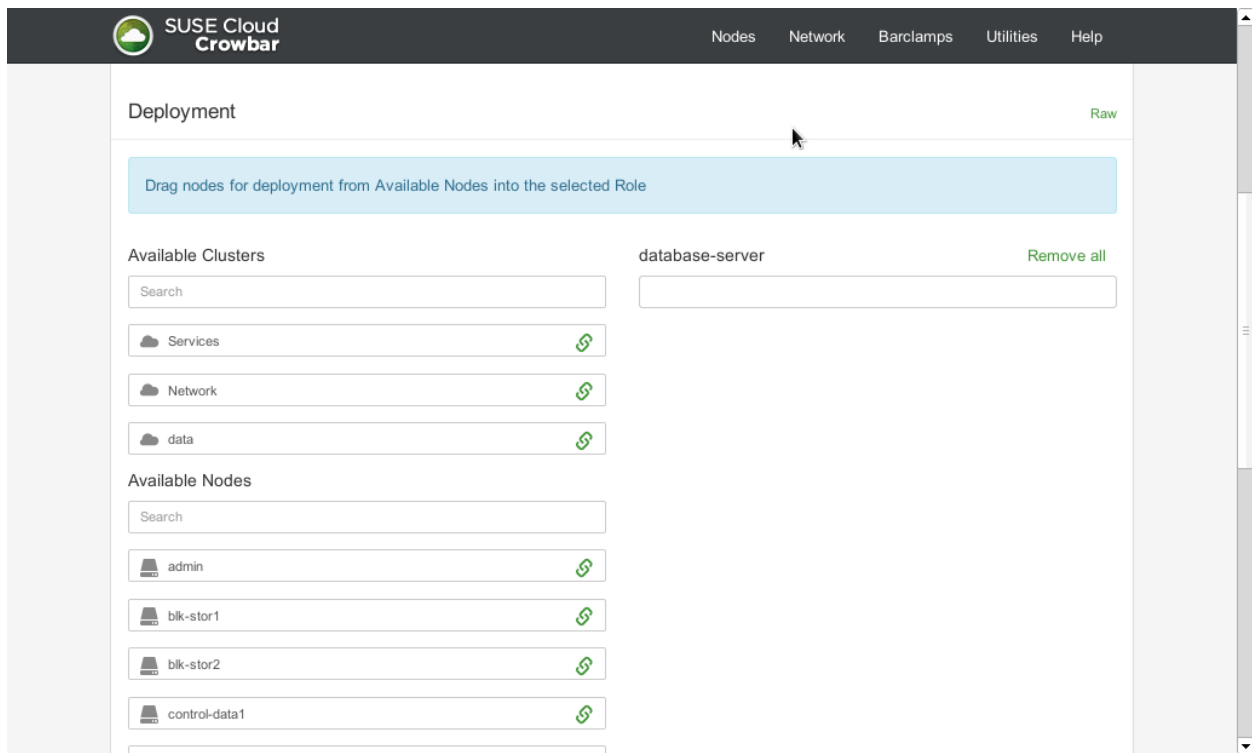 SUSE Cloud
Crowbar
Nodes Network Barclamps Utilities Help
Deployment
Raw
Drag nodes for deployment from Available Nodes into the selected Role
Available Clusters
Search
Services
Network
data
Available Nodes
Search
admin
blk-stor1
blk-stor2
control-data1
database-server
Remove all